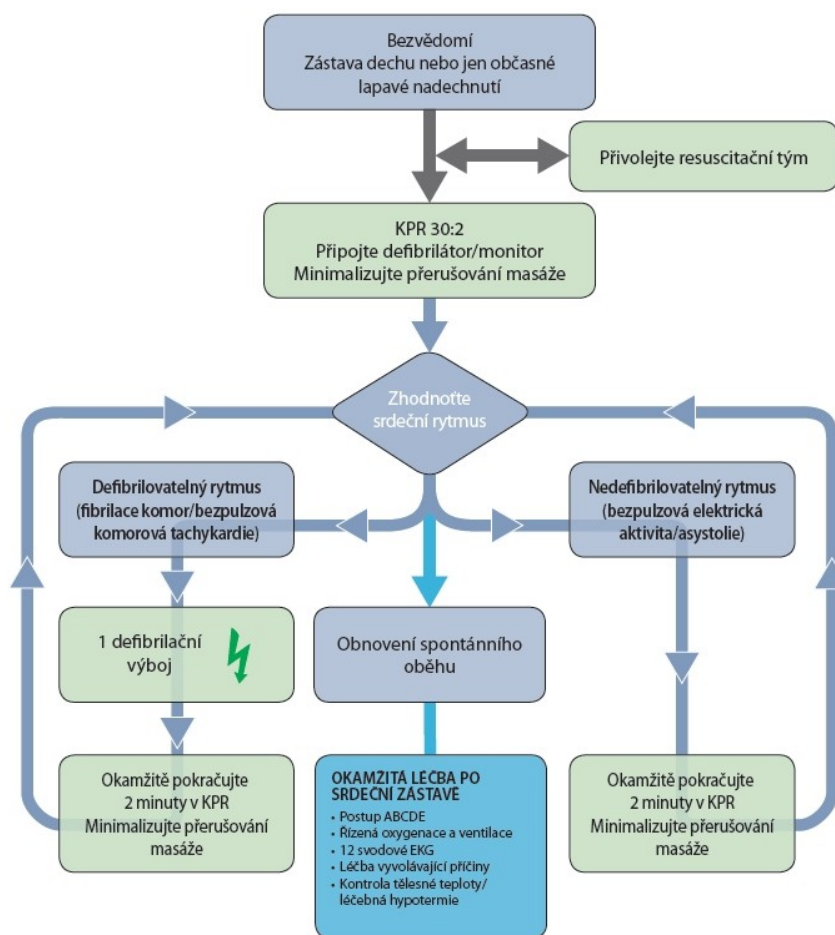 Bezvědomí
Zástava dechu nebo jen občasné
lapavé nadechnutí
Přivolejte resuscitační tým
KPR 30:2
Připojte defibrilátor/monitor
Minimalizujte přerušování masáže
Zhodnoťte
srdeční rytmus
Defibrilovatelný rytmus
(fibrilace komor/bezpulzová
komorová tachykardie)
Nedefibrilovatelný rytmus
(bezpulzová elektrická
aktivita/asystolie)
1 defibrilační
výboj
Obnovení spontánního
oběhu
Okamžitě pokračujte
2 minuty v KPR
Minimalizujte přerušování
masáže
OKAMŽITÁ LÉČBA PO
SRDEČNÍ ZÁSTAVĚ
• Postup ABCDE
• Řízená oxygenace a ventilace
• 12 svodové EKG
• Léčba vyvolávající příčiny
• Kontrola tělesné teploty/
léčebná hypotermie
Okamžitě pokračujte
2 minuty v KPR
Minimalizujte přerušování
masáže